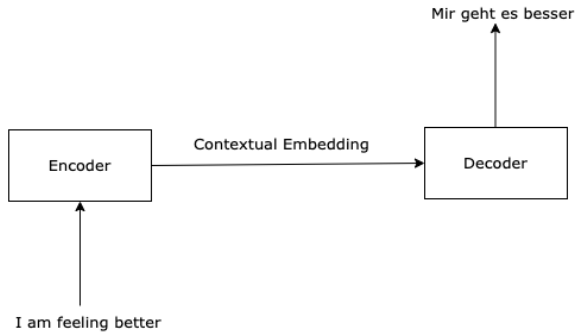 Mir geht es besser
Contextual Embedding
Encoder
Decoder
I am feeling better